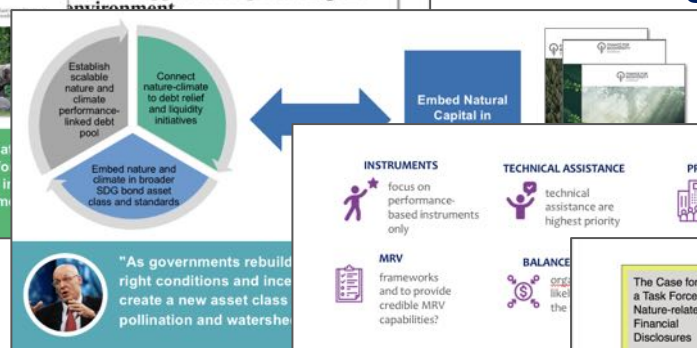 environment
Establish
scalable
nature and
climate
performance-
linked debt
pool
Connect
nature-climate
to debt relief
and liquidity
initiatives
Embed nature and
climate in broader
SDG bond asset
class and standards
Embed Natural
Capital in
"As governments rebuild
right conditions and ince
create a new asset class
pollination and watershe
INSTRUMENTS
focus on
performance-
based instruments
only
TECHNICAL ASSISTANCE
technical
assistance are
highest priority
MRV
frameworks
and to provide
credible MRV
capabilities?
BALANCE
orga
likel
the
The Case for
a Task Force
Nature-relate
Financial
Disclosures